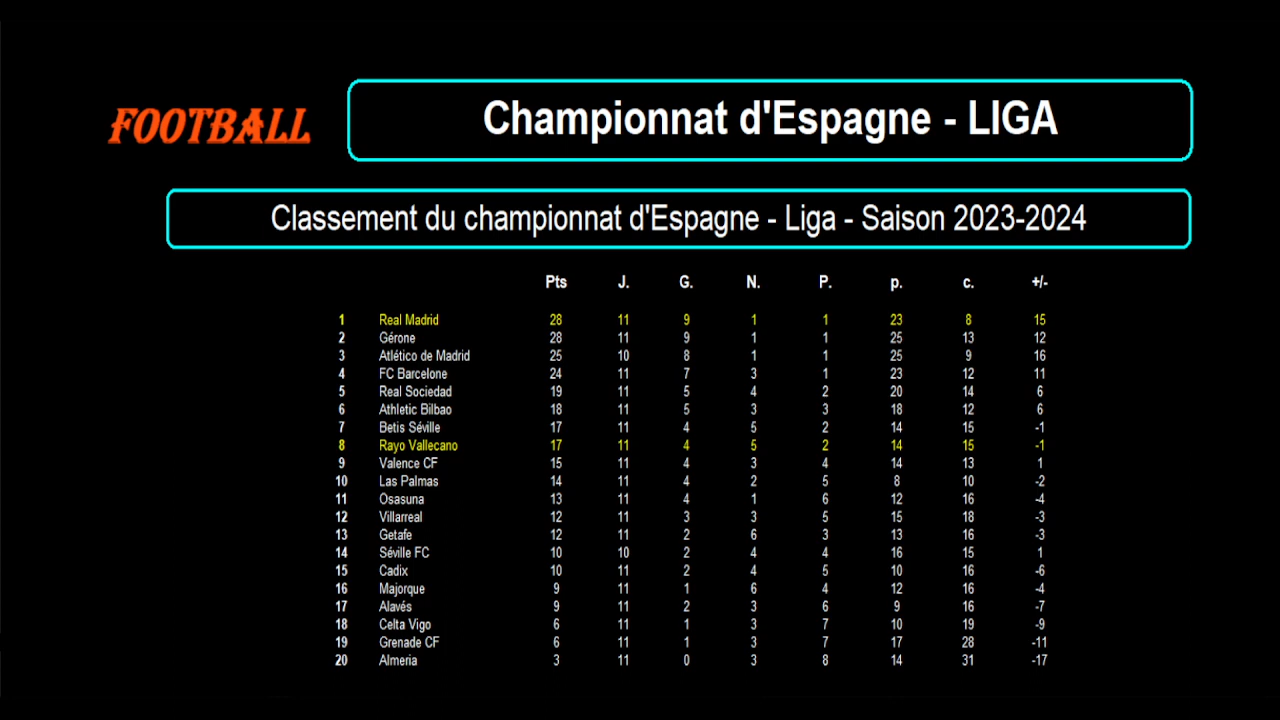 FOOTBALL
Championnat d'Espagne - LIGA
Classement du championnat d'Espagne - Liga - Saison 2023-2024
Pts J. G. N. P. p. c. +/-
1 Real Madrid 28 11 9 1 1 23 8 15
2 Gérone 28 11 9 1 1 25 13 12
3 Atlético de Madrid 25 10 8 1 1 25 9 16
4 FC Barcelone 24 11 7 3 1 23 12 11
5 Real Sociedad 19 11 5 4 2 20 14 6
6 Athletic Bilbao 18 11 5 3 3 18 12 6
7 Betis Séville 17 11 4 5 2 14 15 -1
8 Rayo Vallecano 17 11 4 5 2 14 15 -1
9 Valence CF 15 11 4 3 4 14 13 1
10 Las Palmas 14 11 4 2 5 8 10 -2
11 Osasuna 13 11 4 1 6 12 16 -4
12 Villarreal 12 11 3 3 5 15 18 -3
13 Getafe 12 11 2 6 3 13 16 -3
14 Séville FC 10 10 2 4 4 16 15 1
15 Cadix 10 11 2 4 5 10 16 -6
16 Majorque 9 11 1 6 4 12 16 -4
17 Alavés 9 11 2 3 6 9 16 -7
18 Celta Vigo 6 11 1 3 7 10 19 -9
19 Grenade CF 6 11 1 3 7 17 28 -11
20 Almeria 3 11 0 3 8 14 31 -17